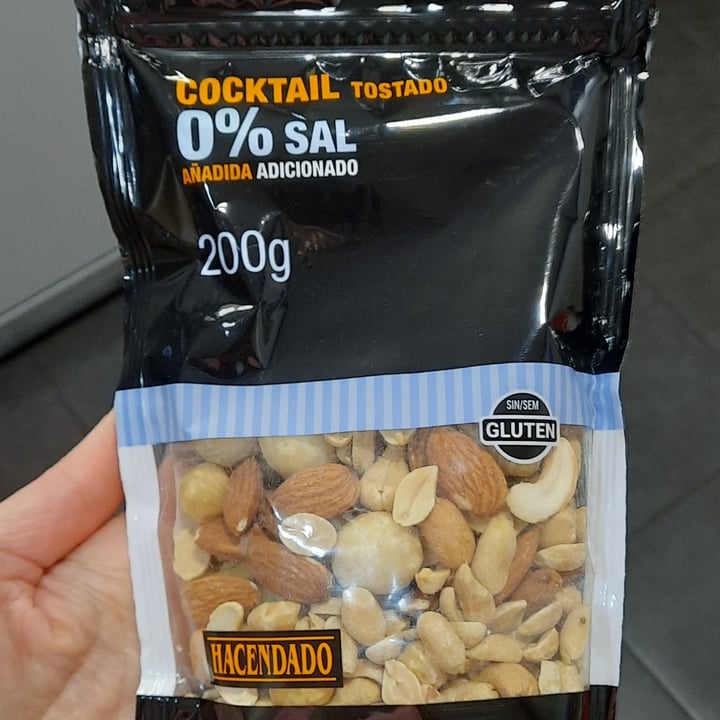 COCKTAIL TOSTADO
0% SAL
AÑADIDA ADICIONADO
200g
SIN/SEM
GLUTEN
HACENDADO